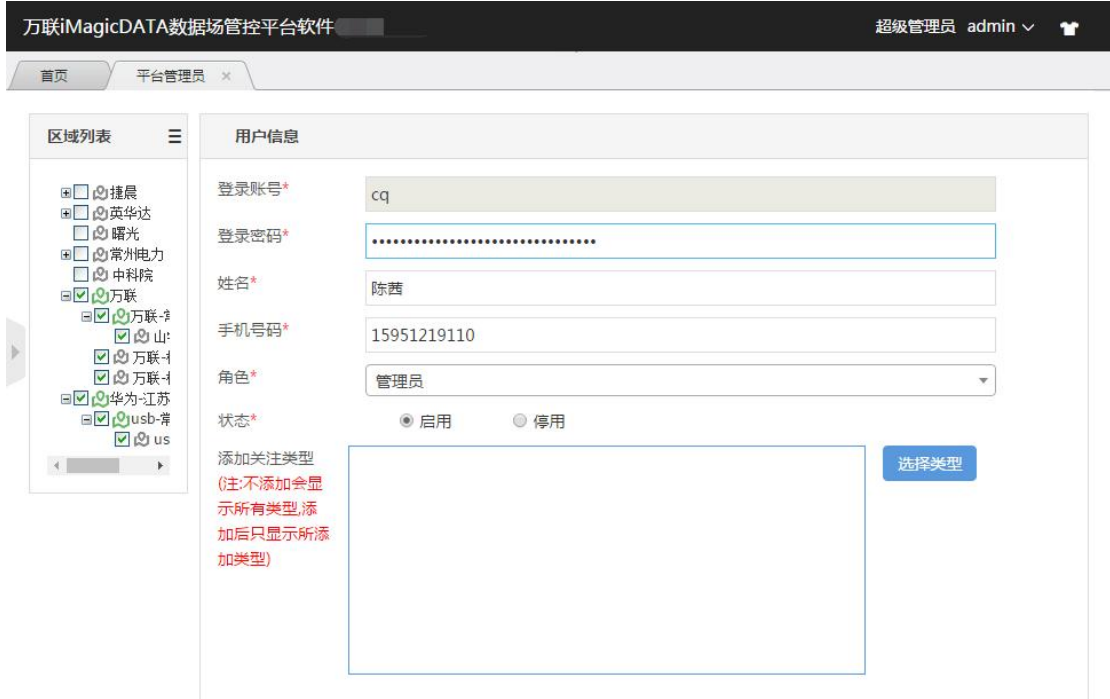 万联iMagicDATA数据场管控平台软件
超级管理员 admin
首页
平台管理员 ×
区域列表
捷晨
英华达
曙光
常州电力
中科院
万联
万联-常
山
万联-
万联-
华为-江苏
usb-常
us
用户信息
登录账号*
cq
登录密码*
••••••••••••••••••••••••••••••••
姓名*
陈茜
手机号码*
15951219110
角色*
管理员
状态*
启用
停用
添加关注类型
(注:不添加会显
示所有类型,添
加后只显示所添
加类型)
选择类型